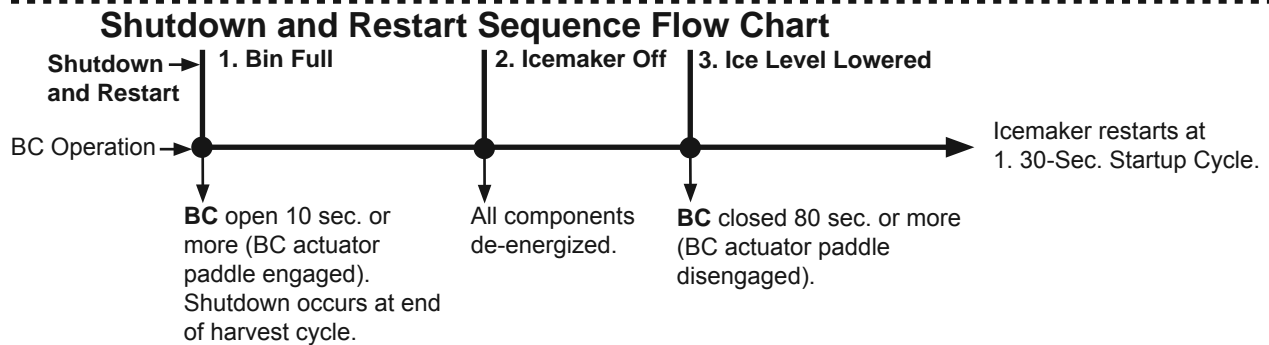 Shutdown and Restart Sequence Flow Chart
Shutdown
and Restart
1. Bin Full
2. Icemaker Off
3. Ice Level Lowered
BC Operation
Icemaker restarts at
1. 30-Sec. Startup Cycle.
BC open 10 sec. or
more (BC actuator
paddle engaged).
Shutdown occurs at end
of harvest cycle.
All components
de-energized.
BC closed 80 sec. or more
(BC actuator paddle
disengaged).